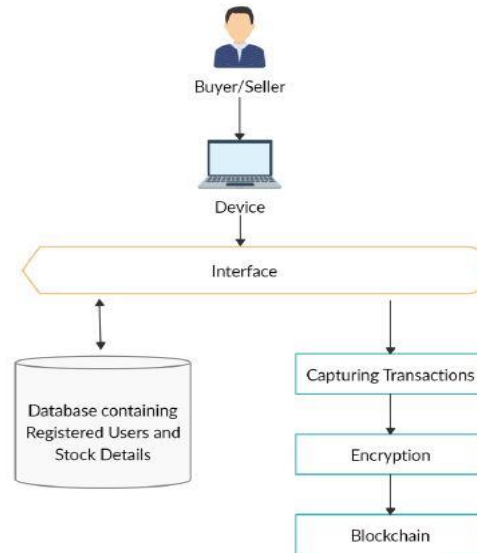 Buyer/Seller
Device
Interface
Database containing
Registered Users and
Stock Details
Capturing Transactions
Encryption
Blockchain